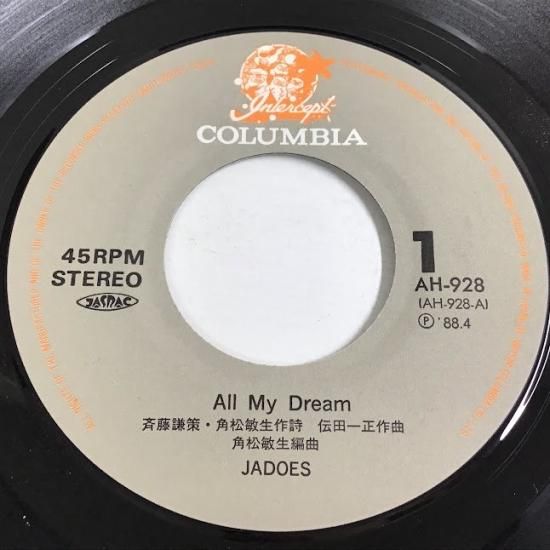 Intercept
COLUMBIA
45RPM
STEREO
JASRAC
1
AH-928
(AH-928-A)
Ⓟ '88.4
All My Dream
斉藤謙策・角松敏生作詩 伝田一正作曲
角松敏生編曲
JADOES